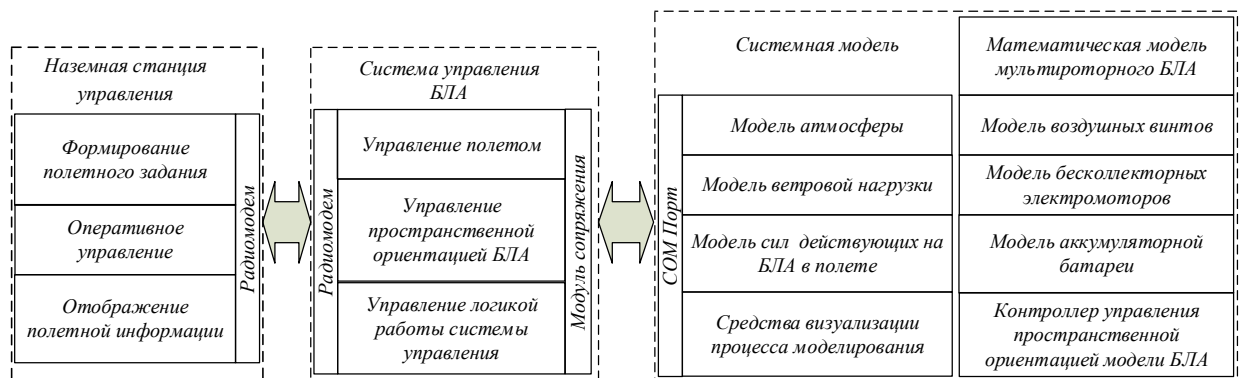 Наземная станция
управления
Формирование
полетного задания
Оперативное
управление
Отображение
полетной информации
Радиомодем
Система управления
БЛА
Радиомодем
Управление полетом
Управление
пространственной
ориентацией БЛА
Управление логикой
работы системы
управления
Модуль сопряжения
Системная модель
COM Порт
Модель атмосферы
Модель ветровой нагрузки
Модель сил действующих на
БЛА в полете
Средства визуализации
процесса моделирования
Математическая модель
мультироторного БЛА
Модель воздушных винтов
Модель бесколлекторных
электромоторов
Модель аккумуляторной
батареи
Контроллер управления
пространственной
ориентацией модели БЛА